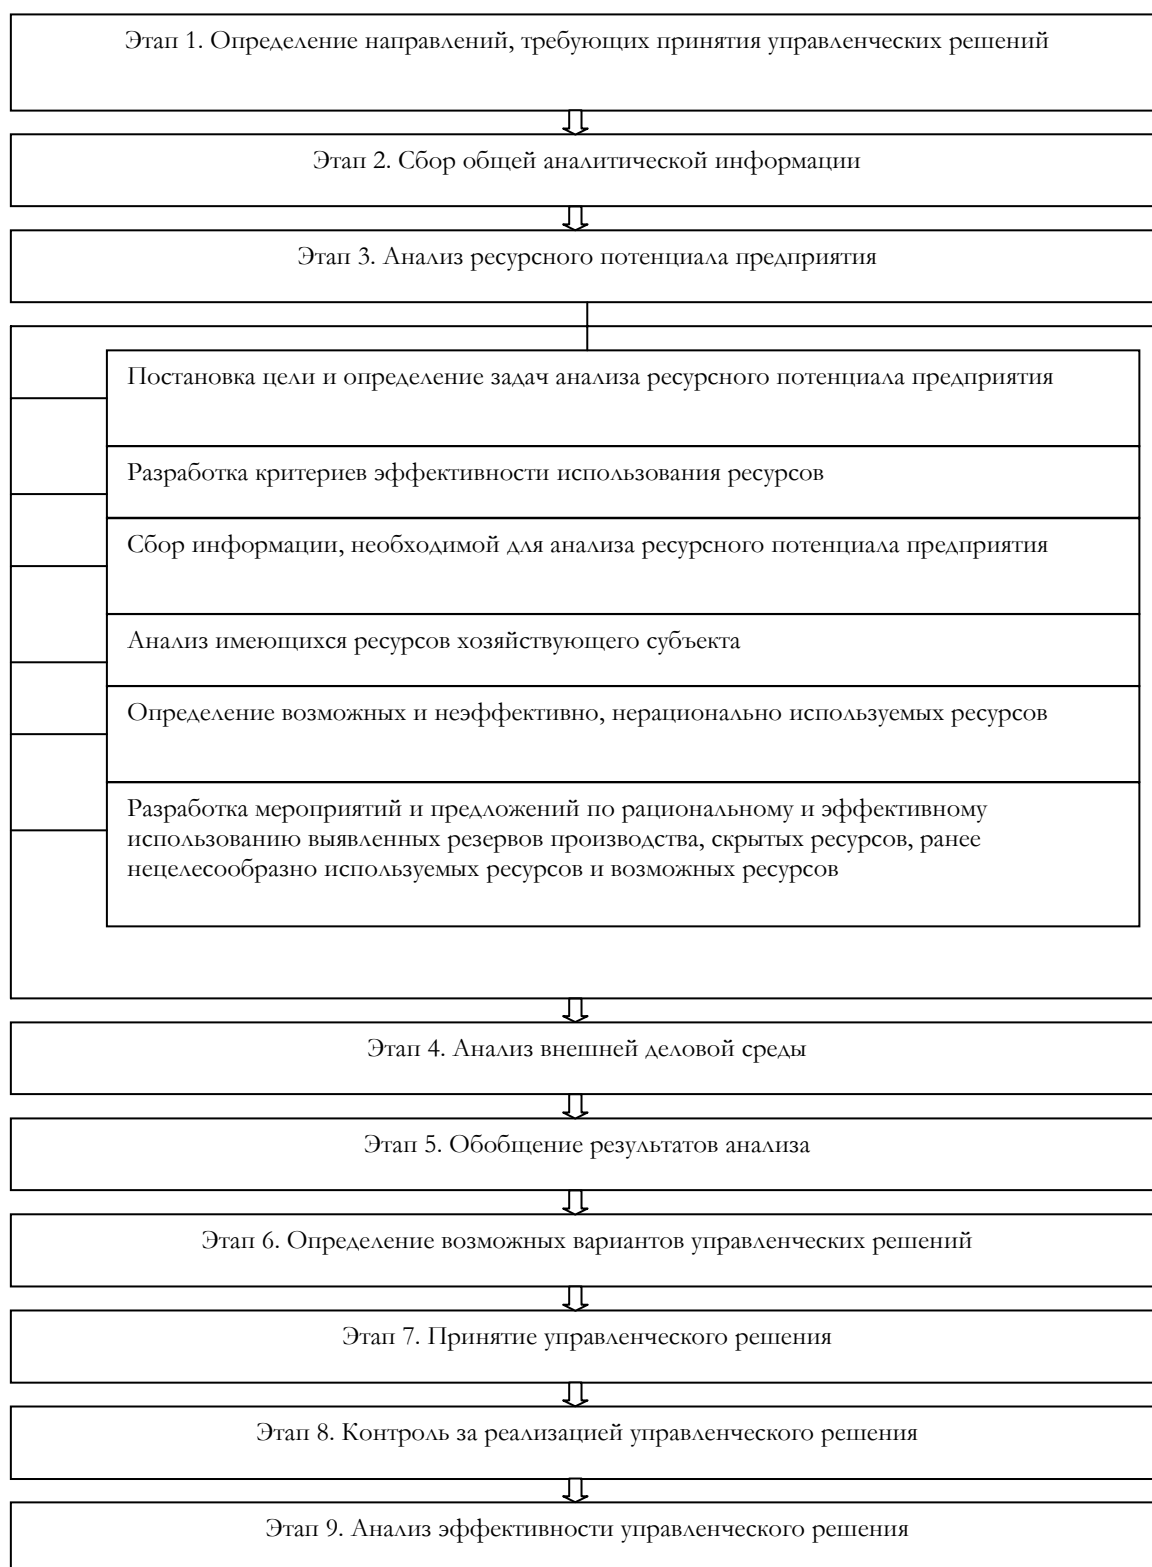 Этап 1. Определение направлений, требующих принятия управленческих решений
Этап 2. Сбор общей аналитической информации
Этап 3. Анализ ресурсного потенциала предприятия
Постановка цели и определение задач анализа ресурсного потенциала предприятия
Разработка критериев эффективности использования ресурсов
Сбор информации, необходимой для анализа ресурсного потенциала предприятия
Анализ имеющихся ресурсов хозяйствующего субъекта
Определение возможных и неэффективно, нерационально используемых ресурсов
Разработка мероприятий и предложений по рациональному и эффективному
использованию выявленных резервов производства, скрытых ресурсов, ранее
нецелесообразно используемых ресурсов и возможных ресурсов
Этап 4. Анализ внешней деловой среды
Этап 5. Обобщение результатов анализа
Этап 6. Определение возможных вариантов управленческих решений
Этап 7. Принятие управленческого решения
Этап 8. Контроль за реализацией управленческого решения
Этап 9. Анализ эффективности управленческого решения